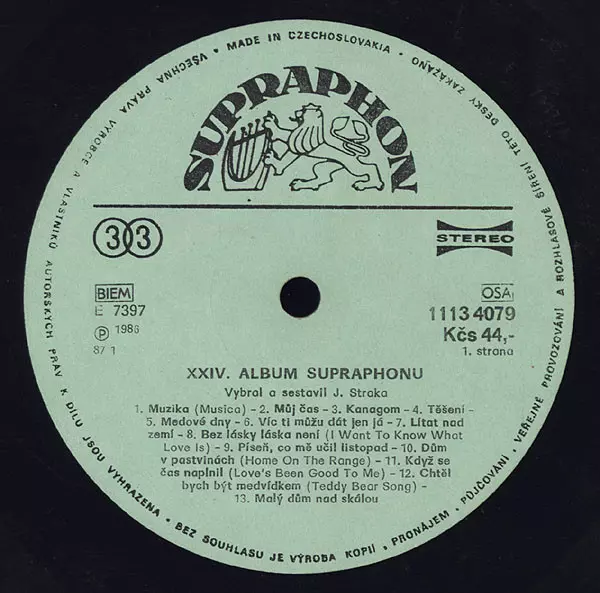 VŠECHNA PRÁVA VÝROBCE A VLASTNÍKŮ AUTORSKÝCH PRÁV K DÍLU JSOU VYHRAZENA • BEZ SOUHLASU JE VÝROBA KOPIÍ, PRONÁJEM, PŮJČOVÁNÍ, VEŘEJNÉ PROVOZOVÁNÍ A ROZHLASOVÉ ŠÍŘENÍ TÉTO DESKY ZAKÁZÁNO • MADE IN CZECHOSLOVAKIA •
SUPRAPHON
33
STEREO
BIEM
OSA
E 7397
11134079
Ⓟ 1986
Kčs 44,-
87 1
1. strana
XXIV. ALBUM SUPRAPHONU
Vybral a sestavil J. Straka
1. Muzika (Musica) – 2. Můj čas – 3. Kanagom – 4. Těšení –
5. Medové dny – 6. Víc ti můžu dát jen já – 7. Lítat nad
zemí – 8. Bez lásky láska není (I Want To Know What
Love Is) – 9. Píseň, co mě učil listopad – 10. Dům
v pastvinách (Home On The Range) – 11. Když se
čas naplnil (Love's Been Good To Me) – 12. Chtěl
bych být medvídkem (Teddy Bear Song) –
13. Malý dům nad skálou